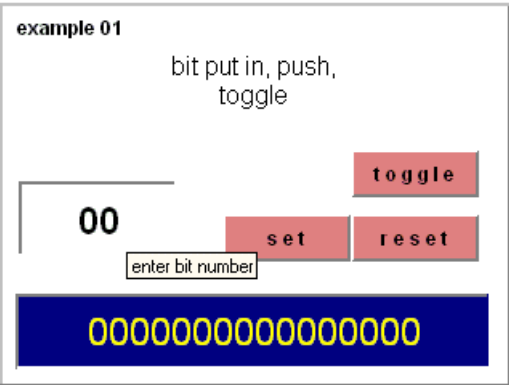 example 01
bit put in, push,
toggle
toggle
00
set
reset
enter bit number
0000000000000000